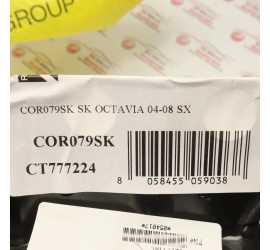 GROUP
COR079SK SK OCTAVIA 04-08 SX
COR079SK
CT777224
8 058455 059038